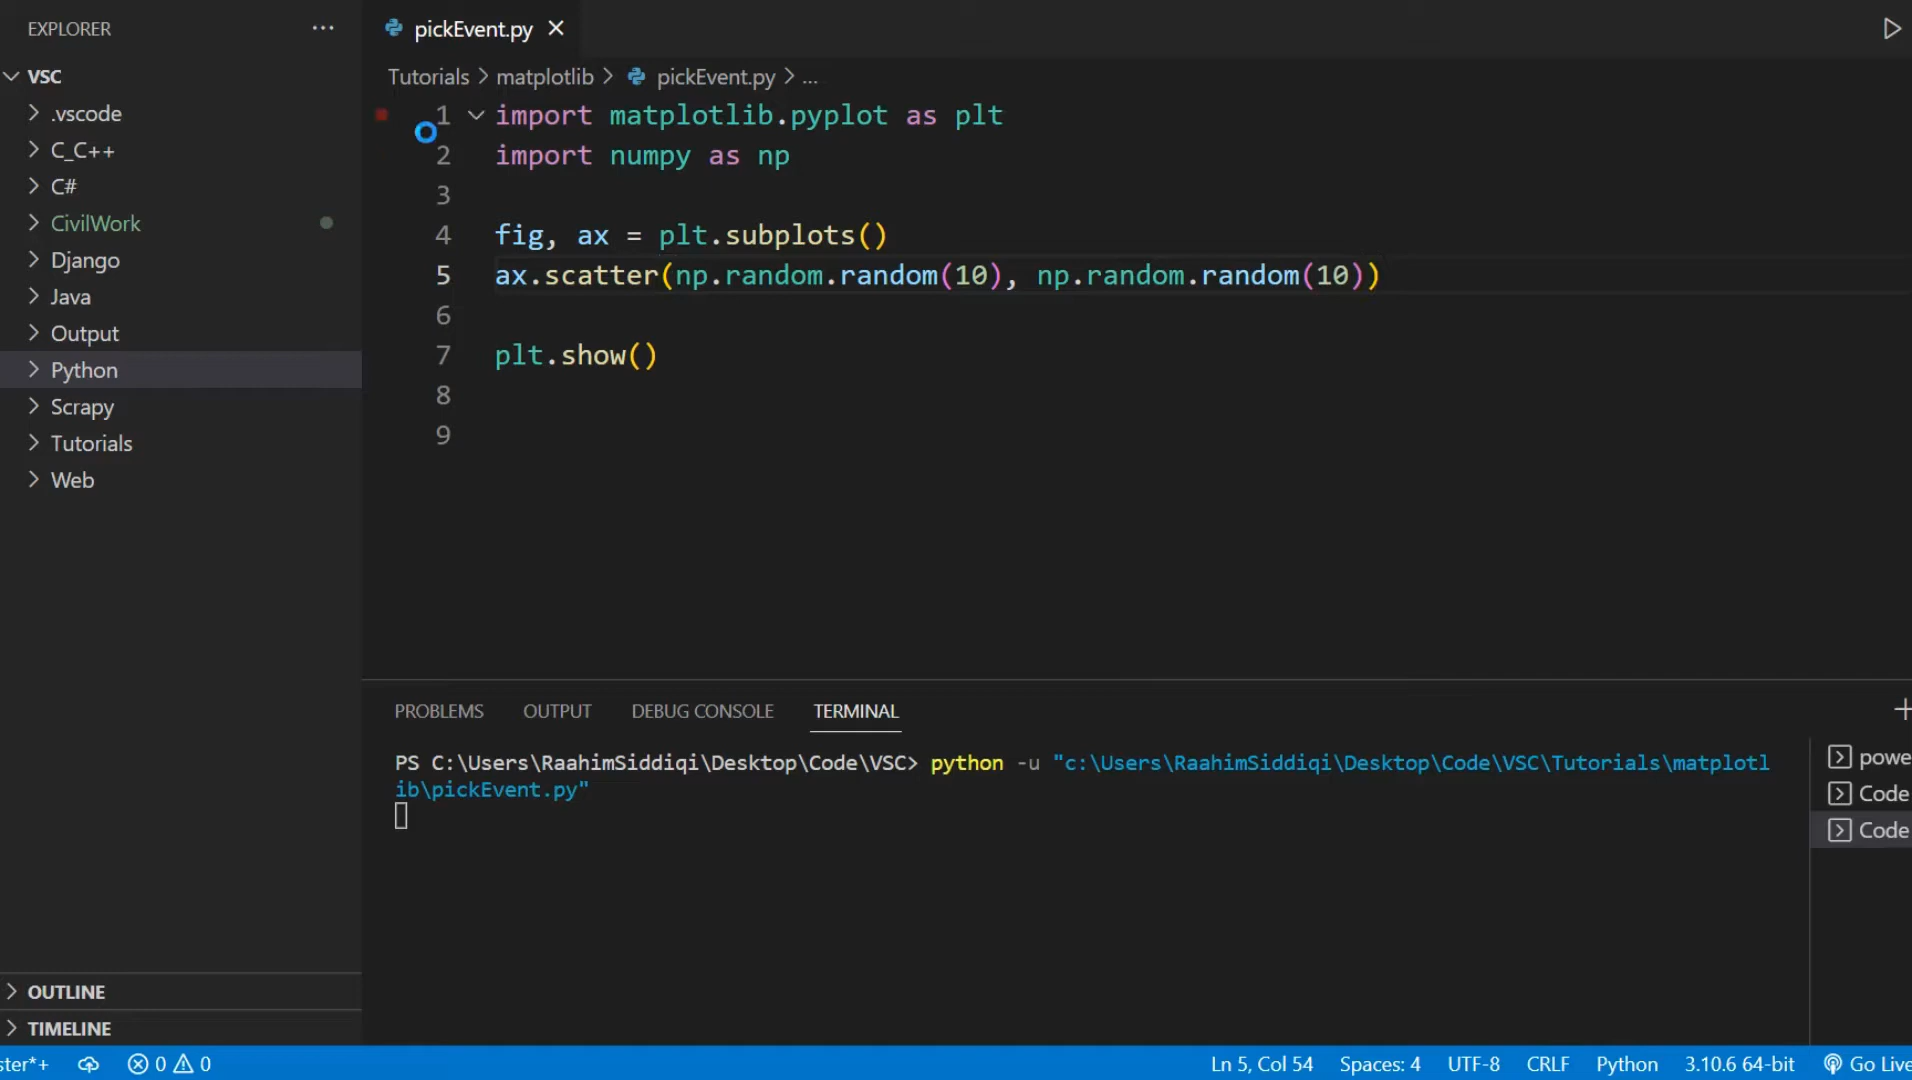 EXPLORER
VSC
.vscode
C_C++
C#
CivilWork
Django
Java
Output
Python
Scrapy
Tutorials
Web
OUTLINE
TIMELINE
pickEvent.py
Tutorials > matplotlib > pickEvent.py > ...
1 import matplotlib.pyplot as plt
2 import numpy as np
3
4 fig, ax = plt.subplots()
5 ax.scatter(np.random.random(10), np.random.random(10))
6
7 plt.show()
8
9
PROBLEMS OUTPUT DEBUG CONSOLE TERMINAL
PS C:\Users\RaahimSiddiqi\Desktop\Code\VSC> python -u "c:\Users\RaahimSiddiqi\Desktop\Code\VSC\Tutorials\matplotl
ib\pickEvent.py"
powe
Code
Code
ster*+ 0 0 Ln 5, Col 54 Spaces: 4 UTF-8 CRLF Python 3.10.6 64-bit Go Live